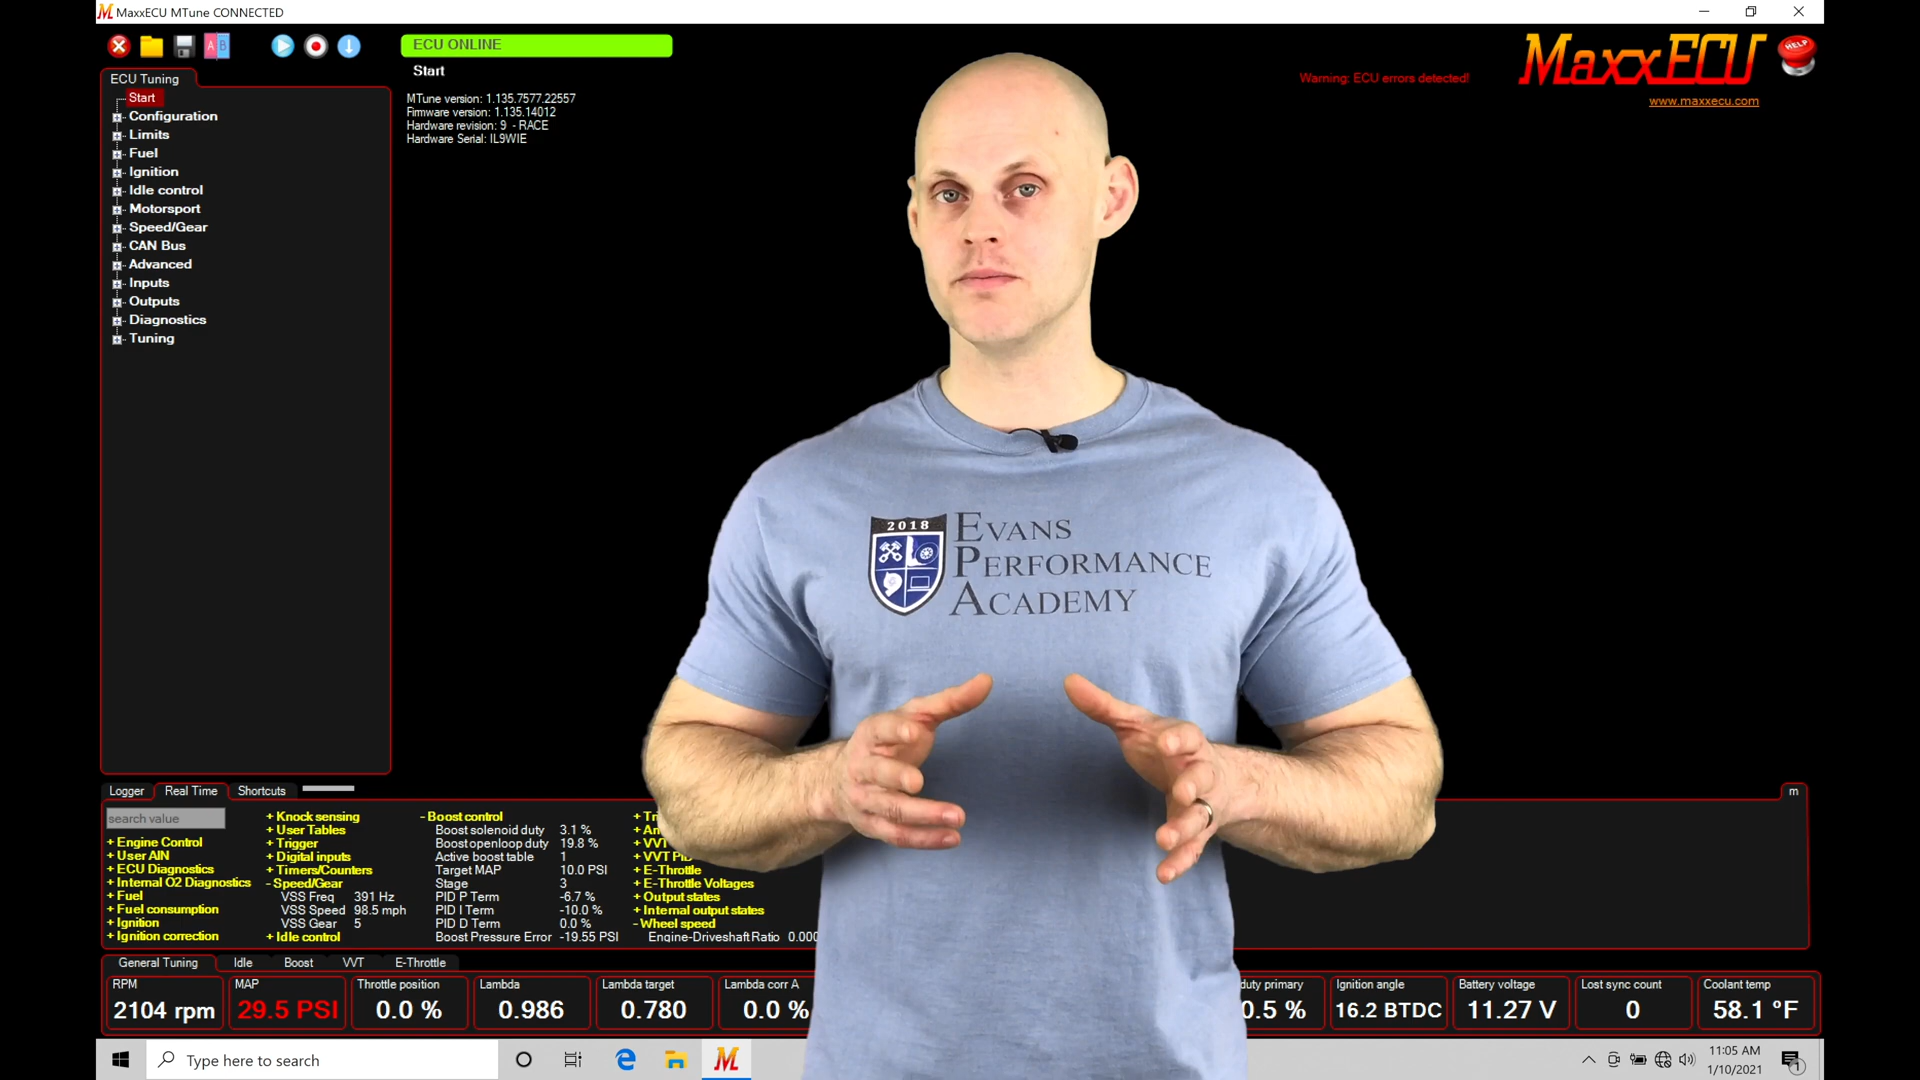 MaxxECU MTune CONNECTED
A B
ECU ONLINE
Start
MTune version: 1.135.7577.22557
Firmware version: 1.135.14012
Hardware revision: 9 - RACE
Hardware Serial: IL9WIE
Warning: ECU errors detected!
MaxxECU
HELP
www.maxxecu.com
ECU Tuning
Start
Configuration
Limits
Fuel
Ignition
Idle control
Motorsport
Speed/Gear
CAN Bus
Advanced
Inputs
Outputs
Diagnostics
Tuning
2018
EVANS
PERFORMANCE
ACADEMY
Logger Real Time Shortcuts
m
search value
+ Engine Control
+ User AIN
+ ECU Diagnostics
+ Internal O2 Diagnostics
+ Fuel
+ Fuel consumption
+ Ignition
+ Ignition correction
+ Knock sensing
+ User Tables
+ Trigger
+ Digital inputs
+ Timers/Counters
- Speed/Gear
VSS Freq 391 Hz
VSS Speed 98.5 mph
VSS Gear 5
+ Idle control
- Boost control
Boost solenoid duty 3.1 %
Boost openloop duty 19.8 %
Active boost table 1
Target MAP 10.0 PSI
Stage 3
PID P Term -6.7 %
PID I Term -10.0 %
PID D Term 0.0 %
Boost Pressure Error -19.55 PSI
+ VVT
+ VVT PID
+ E-Throttle
+ E-Throttle Voltages
+ Output states
+ Internal output states
- Wheel speed
Engine-Driveshaft Ratio 0.000
General Tuning Idle Boost VVT E-Throttle
RPM
2104 rpm
MAP
29.5 PSI
Throttle position
0.0 %
Lambda
0.986
Lambda target
0.780
Lambda corr A
0.0 %
duty primary
0.5 %
Ignition angle
16.2 BTDC
Battery voltage
11.27 V
Lost sync count
0
Coolant temp
58.1 °F
Type here to search
11:05 AM
1/10/2021
1